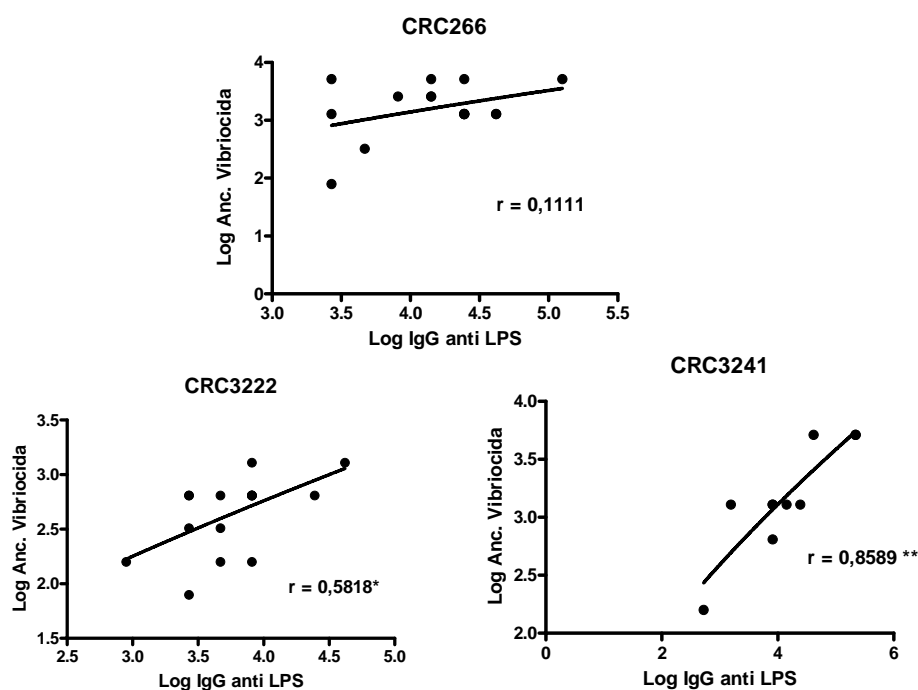 CRC266
Log Anc. Vibriocida
4
3
2
1
0
3.0 3.5 4.0 4.5 5.0 5.5
Log IgG anti LPS
r = 0,1111
CRC3222
Log Anc. Vibriocida
3.5
3.0
2.5
2.0
1.5
2.5 3.0 3.5 4.0 4.5 5.0
Log IgG anti LPS
r = 0,5818*
CRC3241
Log Anc. Vibriocida
4.0
3.5
3.0
2.5
2.0
0 2 4 6
Log IgG anti LPS
r = 0,8589 **